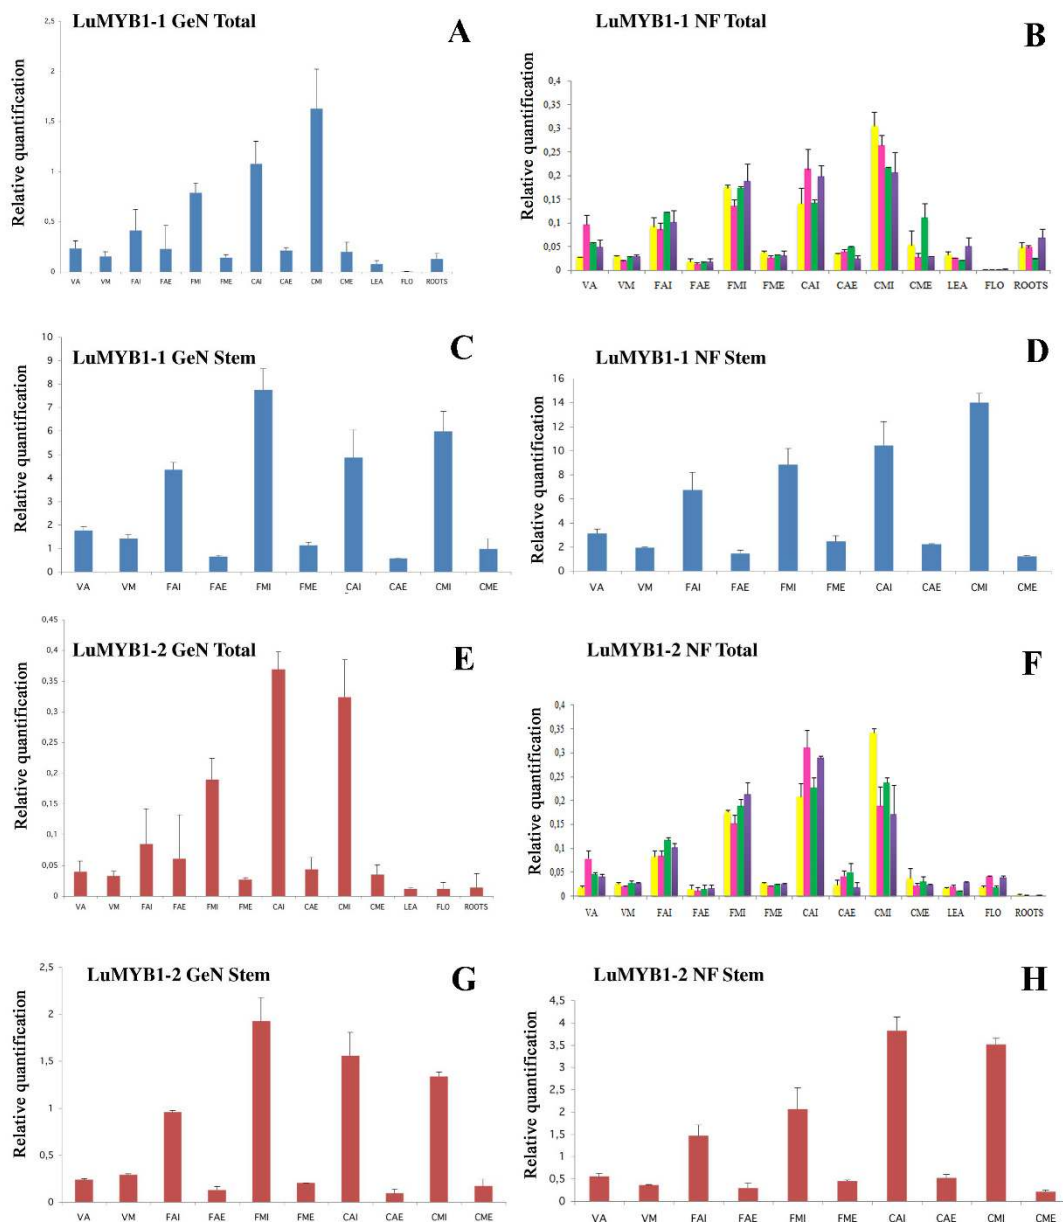 LuMYB1-1 GeN Total
A
Relative quantification
2,5
2
1,5
1
0,5
0
VA VM FAI FAE FMI FME CAI CAE CMI CME LEA FLO ROOTS
LuMYB1-1 NF Total
B
Relative quantification
0,4
0,35
0,3
0,25
0,2
0,15
0,1
0,05
0
VA VM FAI FAE FMI FME CAI CAE CMI CME LEA FLO ROOTS
LuMYB1-1 GeN Stem
C
Relative quantification
10
9
8
7
6
5
4
3
2
1
0
VA VM FAI FAE FMI FME CAI CAE CMI CME
LuMYB1-1 NF Stem
D
Relative quantification
16
14
12
10
8
6
4
2
0
VA VM FAI FAE FMI FME CAI CAE CMI CME
LuMYB1-2 GeN Total
E
Relative quantification
0,45
0,4
0,35
0,3
0,25
0,2
0,15
0,1
0,05
0
VA VM FAI FAE FMI FME CAI CAE CMI CME LEA FLO ROOTS
LuMYB1-2 NF Total
F
Relative quantification
0,4
0,35
0,3
0,25
0,2
0,15
0,1
0,05
0
VA VM FAI FAE FMI FME CAI CAE CMI CME LEA FLO ROOTS
LuMYB1-2 GeN Stem
G
Relative quantification
2,5
2
1,5
1
0,5
0
VA VM FAI FAE FMI FME CAI CAE CMI CME
LuMYB1-2 NF Stem
H
Relative quantification
4,5
4
3,5
3
2,5
2
1,5
1
0,5
0
VA VM FAI FAE FMI FME CAI CAE CMI CME